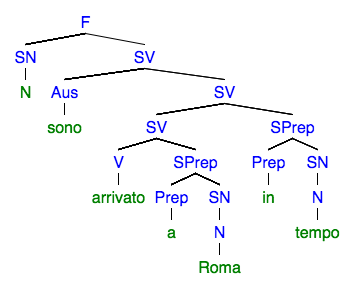 F
SN SV
N Aus SV
sono SV SPrep
V SPrep Prep SN
arrivato Prep SN in N
a N tempo
Roma